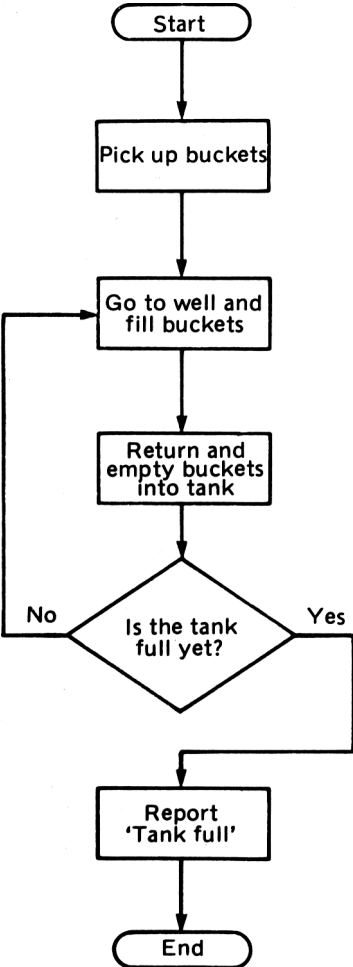 Start
Pick up buckets
Go to well and
fill buckets
Return and
empty buckets
into tank
No
Yes
Is the tank
full yet?
Report
‘Tank full’
End